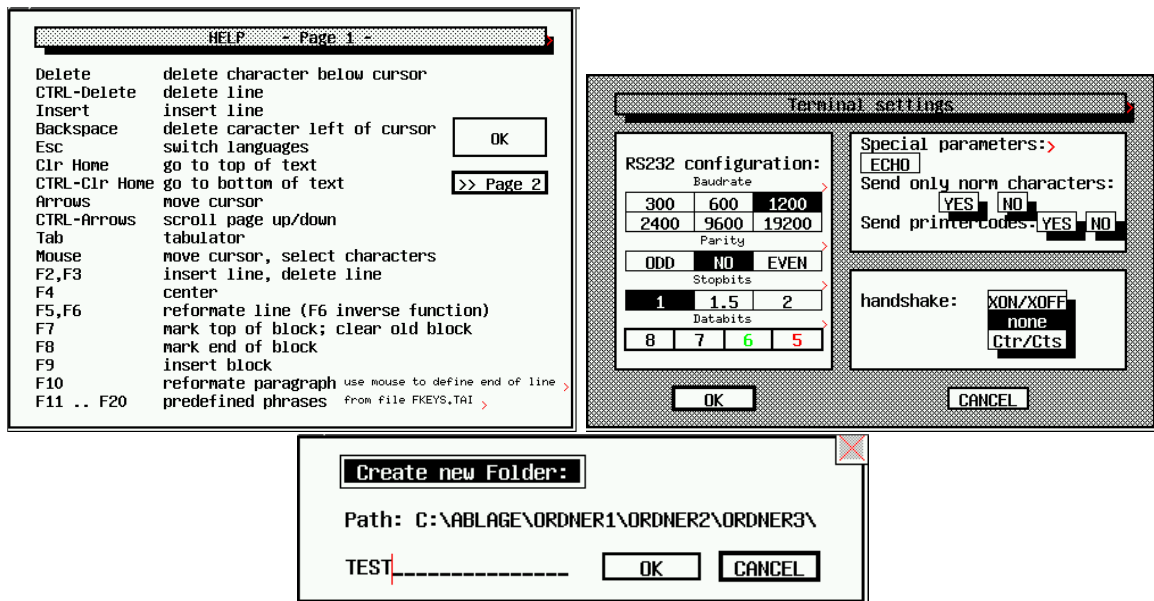 HELP - Page 1 -
Delete delete character below cursor
CTRL-Delete delete line
Insert insert line
Backspace delete caracter left of cursor
Esc switch languages
Clr Home go to top of text
CTRL-Clr Home go to bottom of text
Arrows move cursor
CTRL-Arrows scroll page up/down
Tab tabulator
Mouse move cursor, select characters
F2,F3 insert line, delete line
F4 center
F5,F6 reformate line (F6 inverse function)
F7 mark top of block; clear old block
F8 mark end of block
F9 insert block
F10 reformate paragraph use mouse to define end of line
F11 .. F20 predefined phrases from file FKEYS.TAI
OK
>> Page 2
Terminal settings
RS232 configuration:
Baudrate
300 600 1200
2400 9600 19200
Parity
ODD NO EVEN
Stopbits
1 1.5 2
Databits
8 7 6 5
Special parameters:
ECHO
Send only norm characters:
YES NO
Send printercodes: YES NO
handshake: XON/XOFF
none
Ctr/Cts
OK CANCEL
Create new Folder:
Path: C:\ABLAGE\ORDNER1\ORDNER2\ORDNER3\
TEST_______________ OK CANCEL